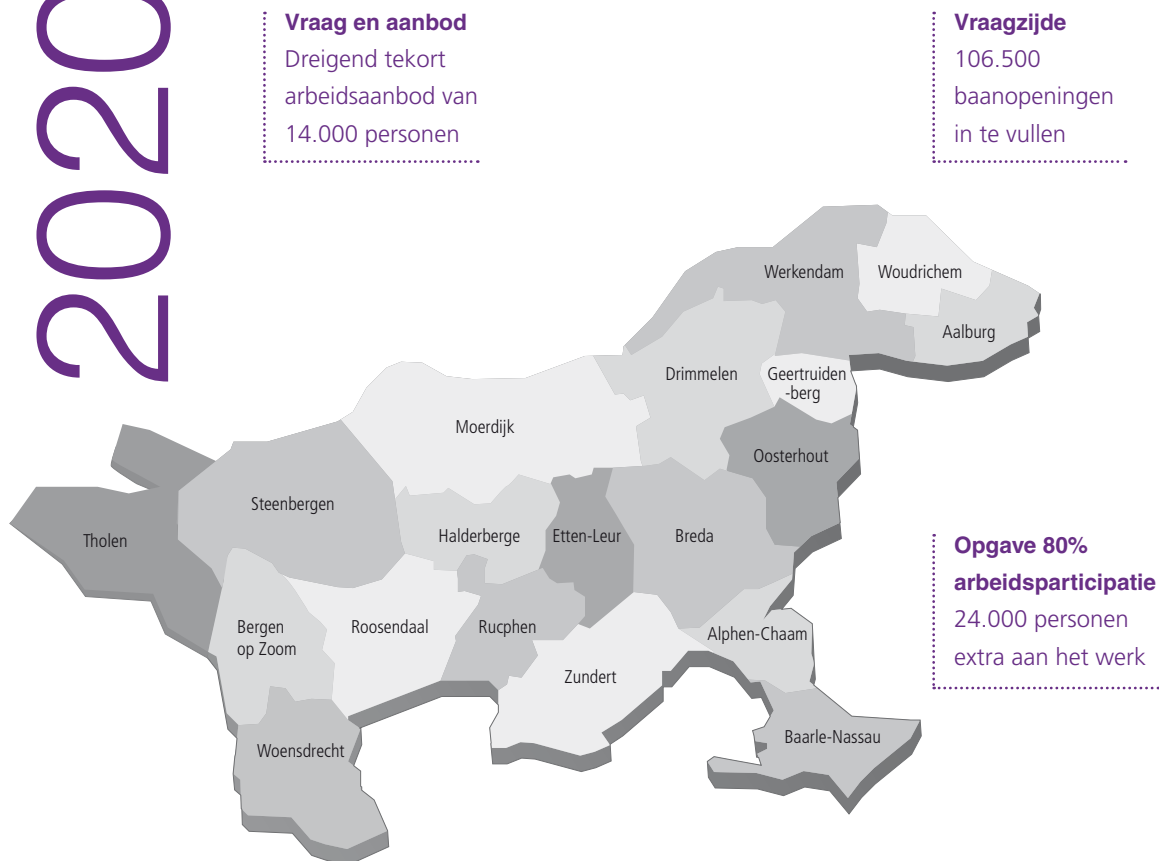 2020
Vraag en aanbod
Dreigend tekort
arbeidsaanbod van
14.000 personen
Vraagzijde
106.500
baanopeningen
in te vullen
Werkendam
Woudrichem
Aalburg
Drimmelen
Geertruiden
-berg
Moerdijk
Oosterhout
Steenbergen
Tholen
Halderberge
Etten-Leur
Breda
Opgave 80%
arbeidsparticipatie
24.000 personen
extra aan het werk
Bergen
op Zoom
Roosendaal
Rucphen
Alphen-Chaam
Zundert
Woensdrecht
Baarle-Nassau